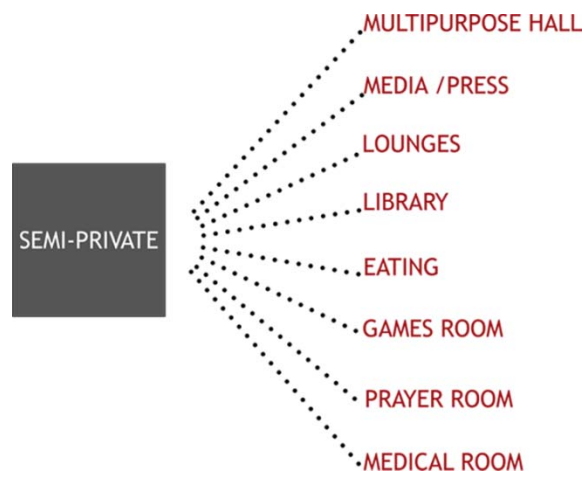 MULTIPURPOSE HALL
MEDIA /PRESS
LOUNGES
LIBRARY
SEMI-PRIVATE
EATING
GAMES ROOM
PRAYER ROOM
MEDICAL ROOM